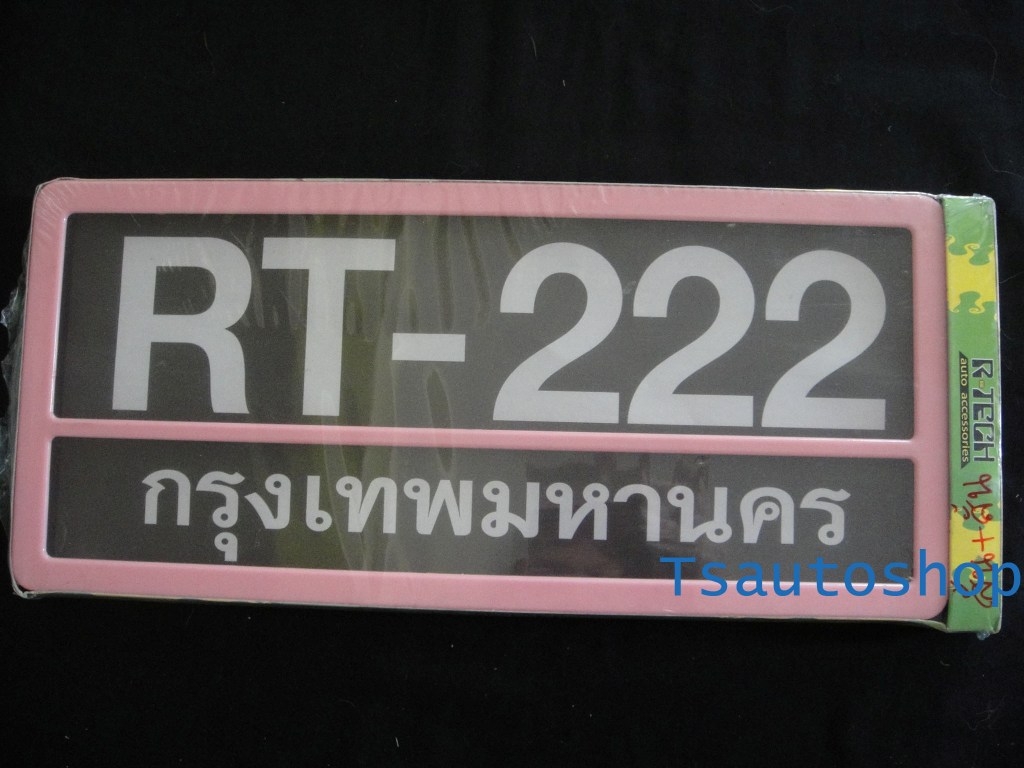 RT-222
กรุงเทพมหานคร
R-TECH
auto accessories
Tsautoshop